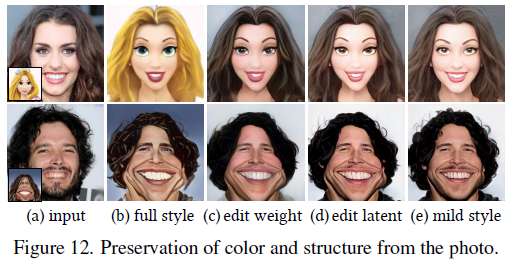 (a) input (b) full style (c) edit weight (d) edit latent (e) mild style
Figure 12. Preservation of color and structure from the photo.